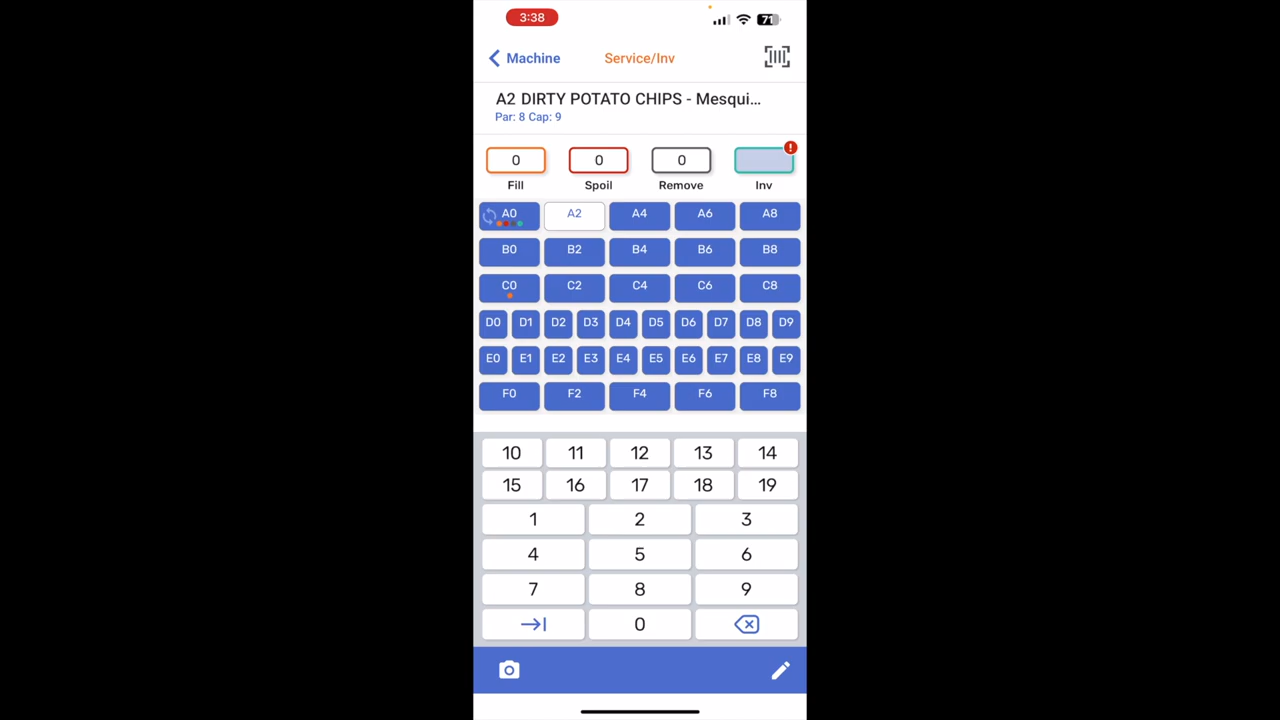 3:38
71
Machine
Service/Inv
A2 DIRTY POTATO CHIPS - Mesqui...
Par: 8 Cap: 9
0 0 0 !
Fill Spoil Remove Inv
A0 A2 A4 A6 A8
B0 B2 B4 B6 B8
C0 C2 C4 C6 C8
D0 D1 D2 D3 D4 D5 D6 D7 D8 D9
E0 E1 E2 E3 E4 E5 E6 E7 E8 E9
F0 F2 F4 F6 F8
10 11 12 13 14
15 16 17 18 19
1 2 3
4 5 6
7 8 9
0